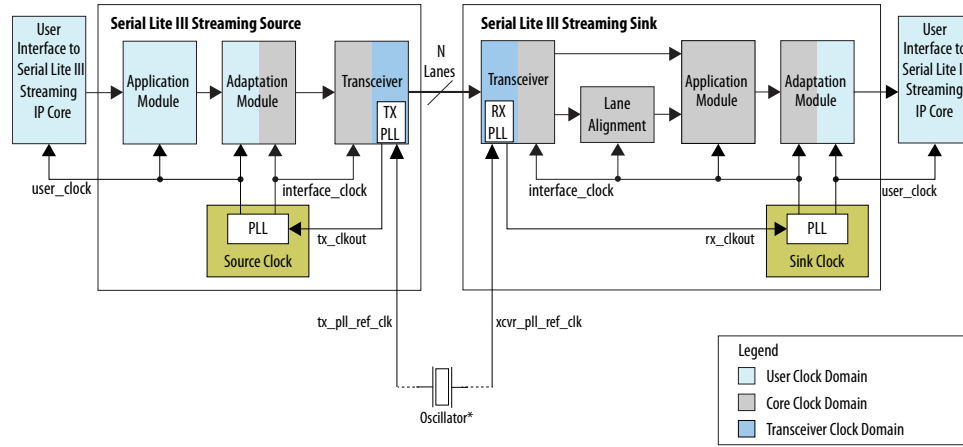 Serial Lite III Streaming Source
Serial Lite III Streaming Sink
User
Interface to
Serial Lite III
Streaming
IP Core
Application
Module
Adaptation
Module
Transceiver
TX
PLL
N
Lanes
Transceiver
RX
PLL
Lane
Alignment
Application
Module
Adaptation
Module
User
Interface to
Serial Lite I
Streaming
IP Core
user_clock
interface_clock
interface_clock
user_clock
PLL
Source Clock
tx_clkout
rx_clkout
PLL
Sink Clock
tx_pll_ref_clk
xcvr_pll_ref_clk
Oscillator*
Legend
User Clock Domain
Core Clock Domain
Transceiver Clock Domain